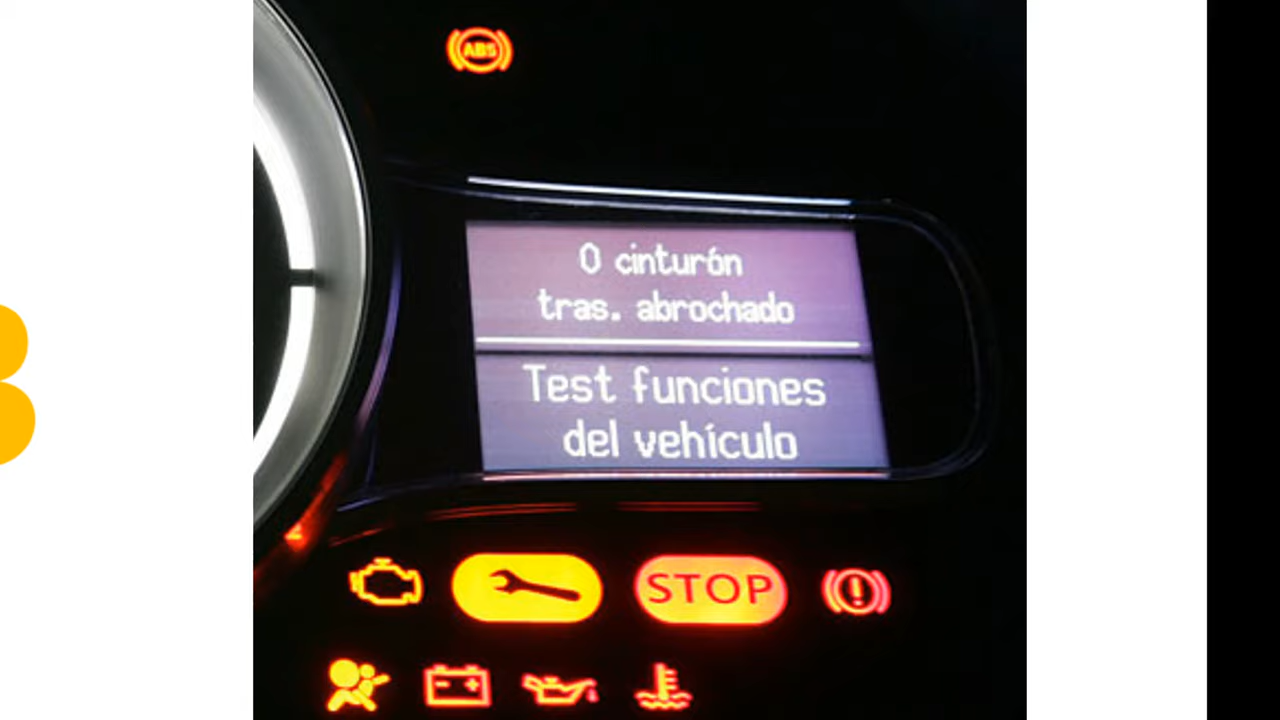 ABS
0 cinturón
tras. abrochado
Test funciones
del vehículo
STOP